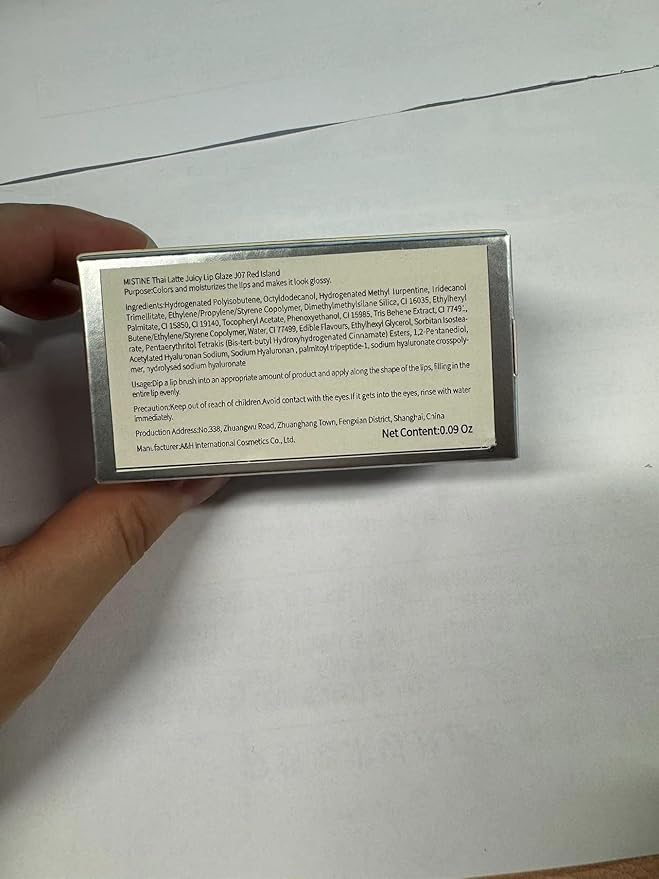 MISTINE Thai Latte Juicy Lip Glaze J07 Red Island
Purpose:Colors and moisturizes the lips and makes it look glossy.
Ingredients:Hydrogenated Polyisobutene, Octyldodecanol, Hydrogenated Methyl Lurpentine, Iridecanol
Trimellitate, Ethylene/Propylene/Styrene Copolymer, Dimethylmethylsilane Silice, CI 16035, Ethylhexyl
Palmitate, CI 15850, CI 19140, Tocopheryl Acetate, Phenoxyethanol, CI 15985, Tris Behene Extract, CI 77491,
Butene/Ethylene/Styrene Copolymer, Water, CI 77499, Edible Flavours, Ethylhexyl Glycerol, Sorbitan Isostea-
rate, Pentaerythritol Tetrakis (Bis-tert-butyl Hydroxyhydrogenated Cinnamate) Esters, 1,2-Pentanediol,
Acetylated Hyaluronan Sodium, Sodium Hyaluronan , palmitoyl tripeptide-1, sodium hyaluronate crosspoly-
mer, hydrolysed sodium hyaluronate
Usage:Dip a lip brush into an appropriate amount of product and apply along the shape of the lips, filling in the
entire lip evenly.
Precaution:Keep out of reach of children.Avoid contact with the eyes.If it gets into the eyes, rinse with water
immediately.
Production Address:No.338, Zhuangwu Road, Zhuanghang Town, Fengxian District, Shanghai, China
Manufacturer:A&H International Cosmetics Co., Ltd.
Net Content:0.09 Oz